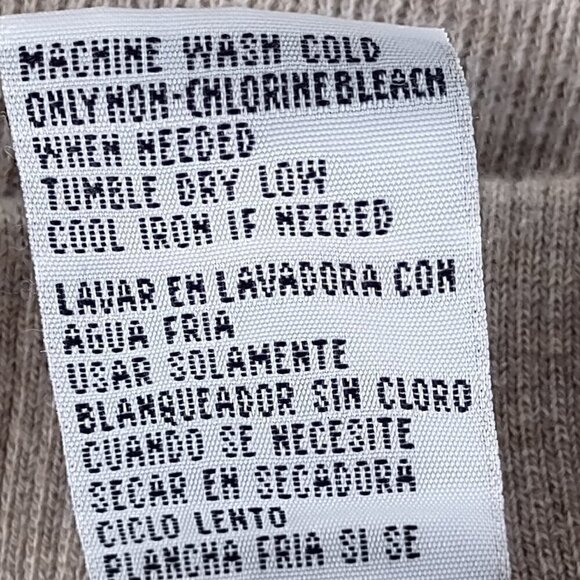 MACHINE WASH COLD
ONLY NON-CHLORINE BLEACH
WHEN NEEDED
TUMBLE DRY LOW
COOL IRON IF NEEDED
LAVAR EN LAVADORA CON
AGUA FRIA
USAR SOLAMENTE
BLANQUEADOR SIN CLORO
CUANDO SE NECESITE
SECAR EN SECADORA
CICLO LENTO
PLANCHA FRIA SI SE